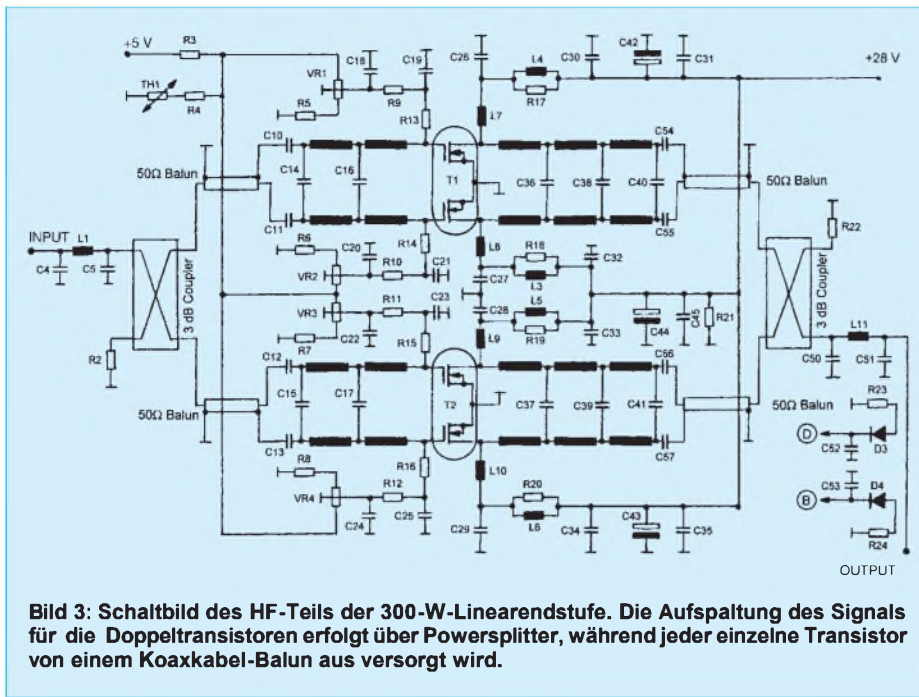 +5 V
R3
C18
C19
C26
L4
C30
C42
C31
+28 V
TH1
R4
R5
VR1
R9
R17
R13
L7
C10
C54
50Ω Balun
C14
C16
T1
C36
C38
C40
50Ω Balun
C11
C55
INPUT
L1
R6
C20
R14
L8
R18
C32
R22
C4
C5
3 dB Coupler
VR2
R10
C21
C27
L3
3 dB Coupler
VR3
R11
C23
C28
L5
C44
C45
R21
R2
R7
C22
R15
L9
R19
C33
L11
C12
C56
C50
C51
50Ω Balun
C15
C17
T2
C37
C39
C41
50Ω Balun
R23
C13
C57
D
C52
D3
R8
R16
L10
R20
C53
D4
VR4
R12
B
C24
C25
C29
L6
C34
C43
C35
R24
OUTPUT
Bild 3: Schaltbild des HF-Teils der 300-W-Linearendstufe. Die Aufspaltung des Signals
für die Doppeltransistoren erfolgt über Powersplitter, während jeder einzelne Transistor
von einem Koaxkabel-Balun aus versorgt wird.